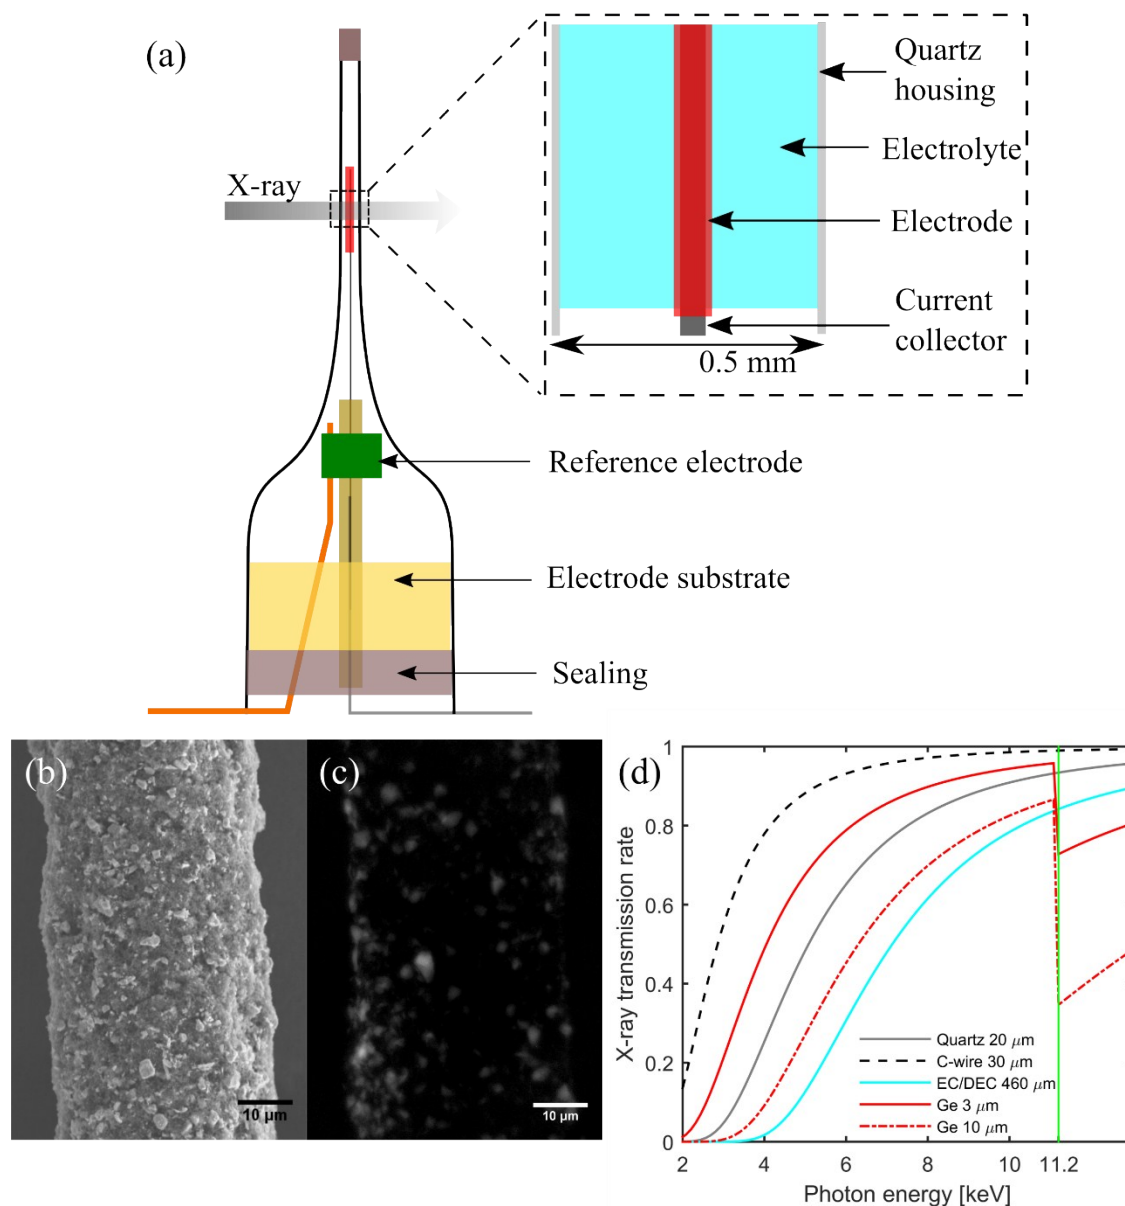 (a)
X-ray
Quartz
housing
Electrolyte
Electrode
Current
collector
0.5 mm
Reference electrode
Electrode substrate
Sealing
(b)
10 μm
(c)
10 μm
(d)
X-ray transmission rate
1
0.8
0.6
0.4
0.2
0
Quartz 20 μm
C-wire 30 μm
EC/DEC 460 μm
Ge 3 μm
Ge 10 μm
2 4 6 8 10 11.2
Photon energy [keV]